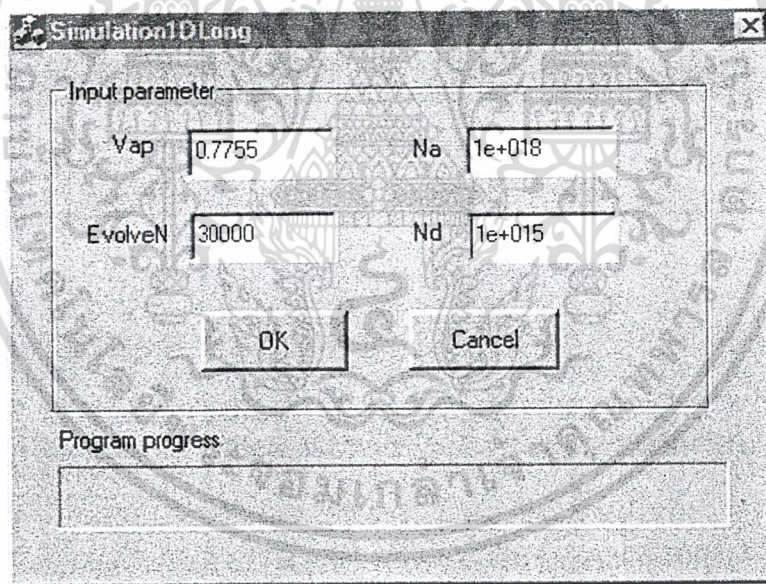 Simulation1DLong
Input parameter
Vap 0.7755 Na 1e+018
EvolveN 30000 Nd 1e+015
OK Cancel
Program progress